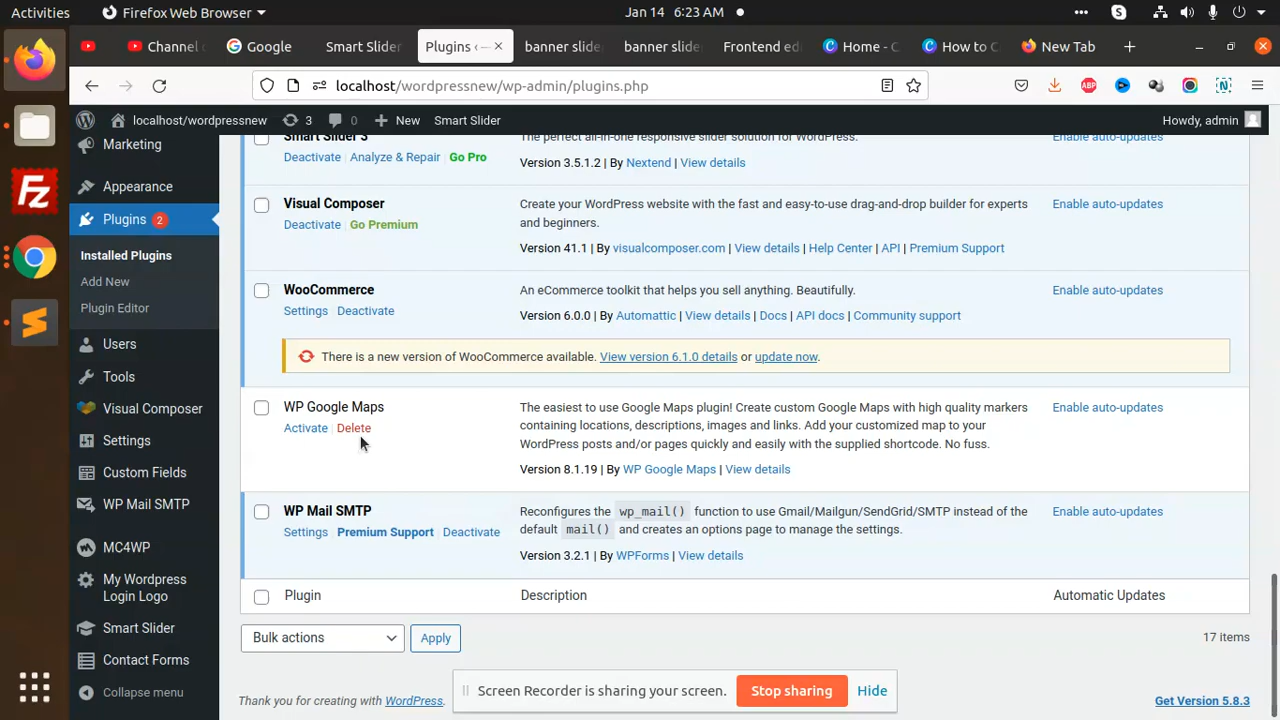 Activities Firefox Web Browser Jan 14 6:23 AM
Channel Google Smart Slider Plugins ‹ banner slide banner slide Frontend ed Home - C How to C New Tab
localhost/wordpressnew/wp-admin/plugins.php
localhost/wordpressnew 3 0 New Smart Slider Howdy, admin
Marketing
Appearance
Plugins 2
Installed Plugins
Add New
Plugin Editor
Users
Tools
Visual Composer
Settings
Custom Fields
WP Mail SMTP
MC4WP
My Wordpress
Login Logo
Smart Slider
Contact Forms
Collapse menu
Smart Slider 3 The perfect all-in-one responsive slider solution for WordPress. Enable auto-updates
Deactivate | Analyze & Repair | Go Pro
Version 3.5.1.2 | By Nextend | View details
Visual Composer Create your WordPress website with the fast and easy-to-use drag-and-drop builder for experts Enable auto-updates
Deactivate | Go Premium and beginners.
Version 41.1 | By visualcomposer.com | View details | Help Center | API | Premium Support
WooCommerce An eCommerce toolkit that helps you sell anything. Beautifully. Enable auto-updates
Settings | Deactivate Version 6.0.0 | By Automattic | View details | Docs | API docs | Community support
There is a new version of WooCommerce available. View version 6.1.0 details or update now.
WP Google Maps The easiest to use Google Maps plugin! Create custom Google Maps with high quality markers Enable auto-updates
Activate | Delete containing locations, descriptions, images and links. Add your customized map to your
WordPress posts and/or pages quickly and easily with the supplied shortcode. No fuss.
Version 8.1.19 | By WP Google Maps | View details
WP Mail SMTP Reconfigures the wp_mail() function to use Gmail/Mailgun/SendGrid/SMTP instead of the Enable auto-updates
Settings | Premium Support | Deactivate default mail() and creates an options page to manage the settings.
Version 3.2.1 | By WPForms | View details
Plugin Description Automatic Updates
Bulk actions Apply 17 items
Screen Recorder is sharing your screen. Stop sharing Hide
Thank you for creating with WordPress. Get Version 5.8.3